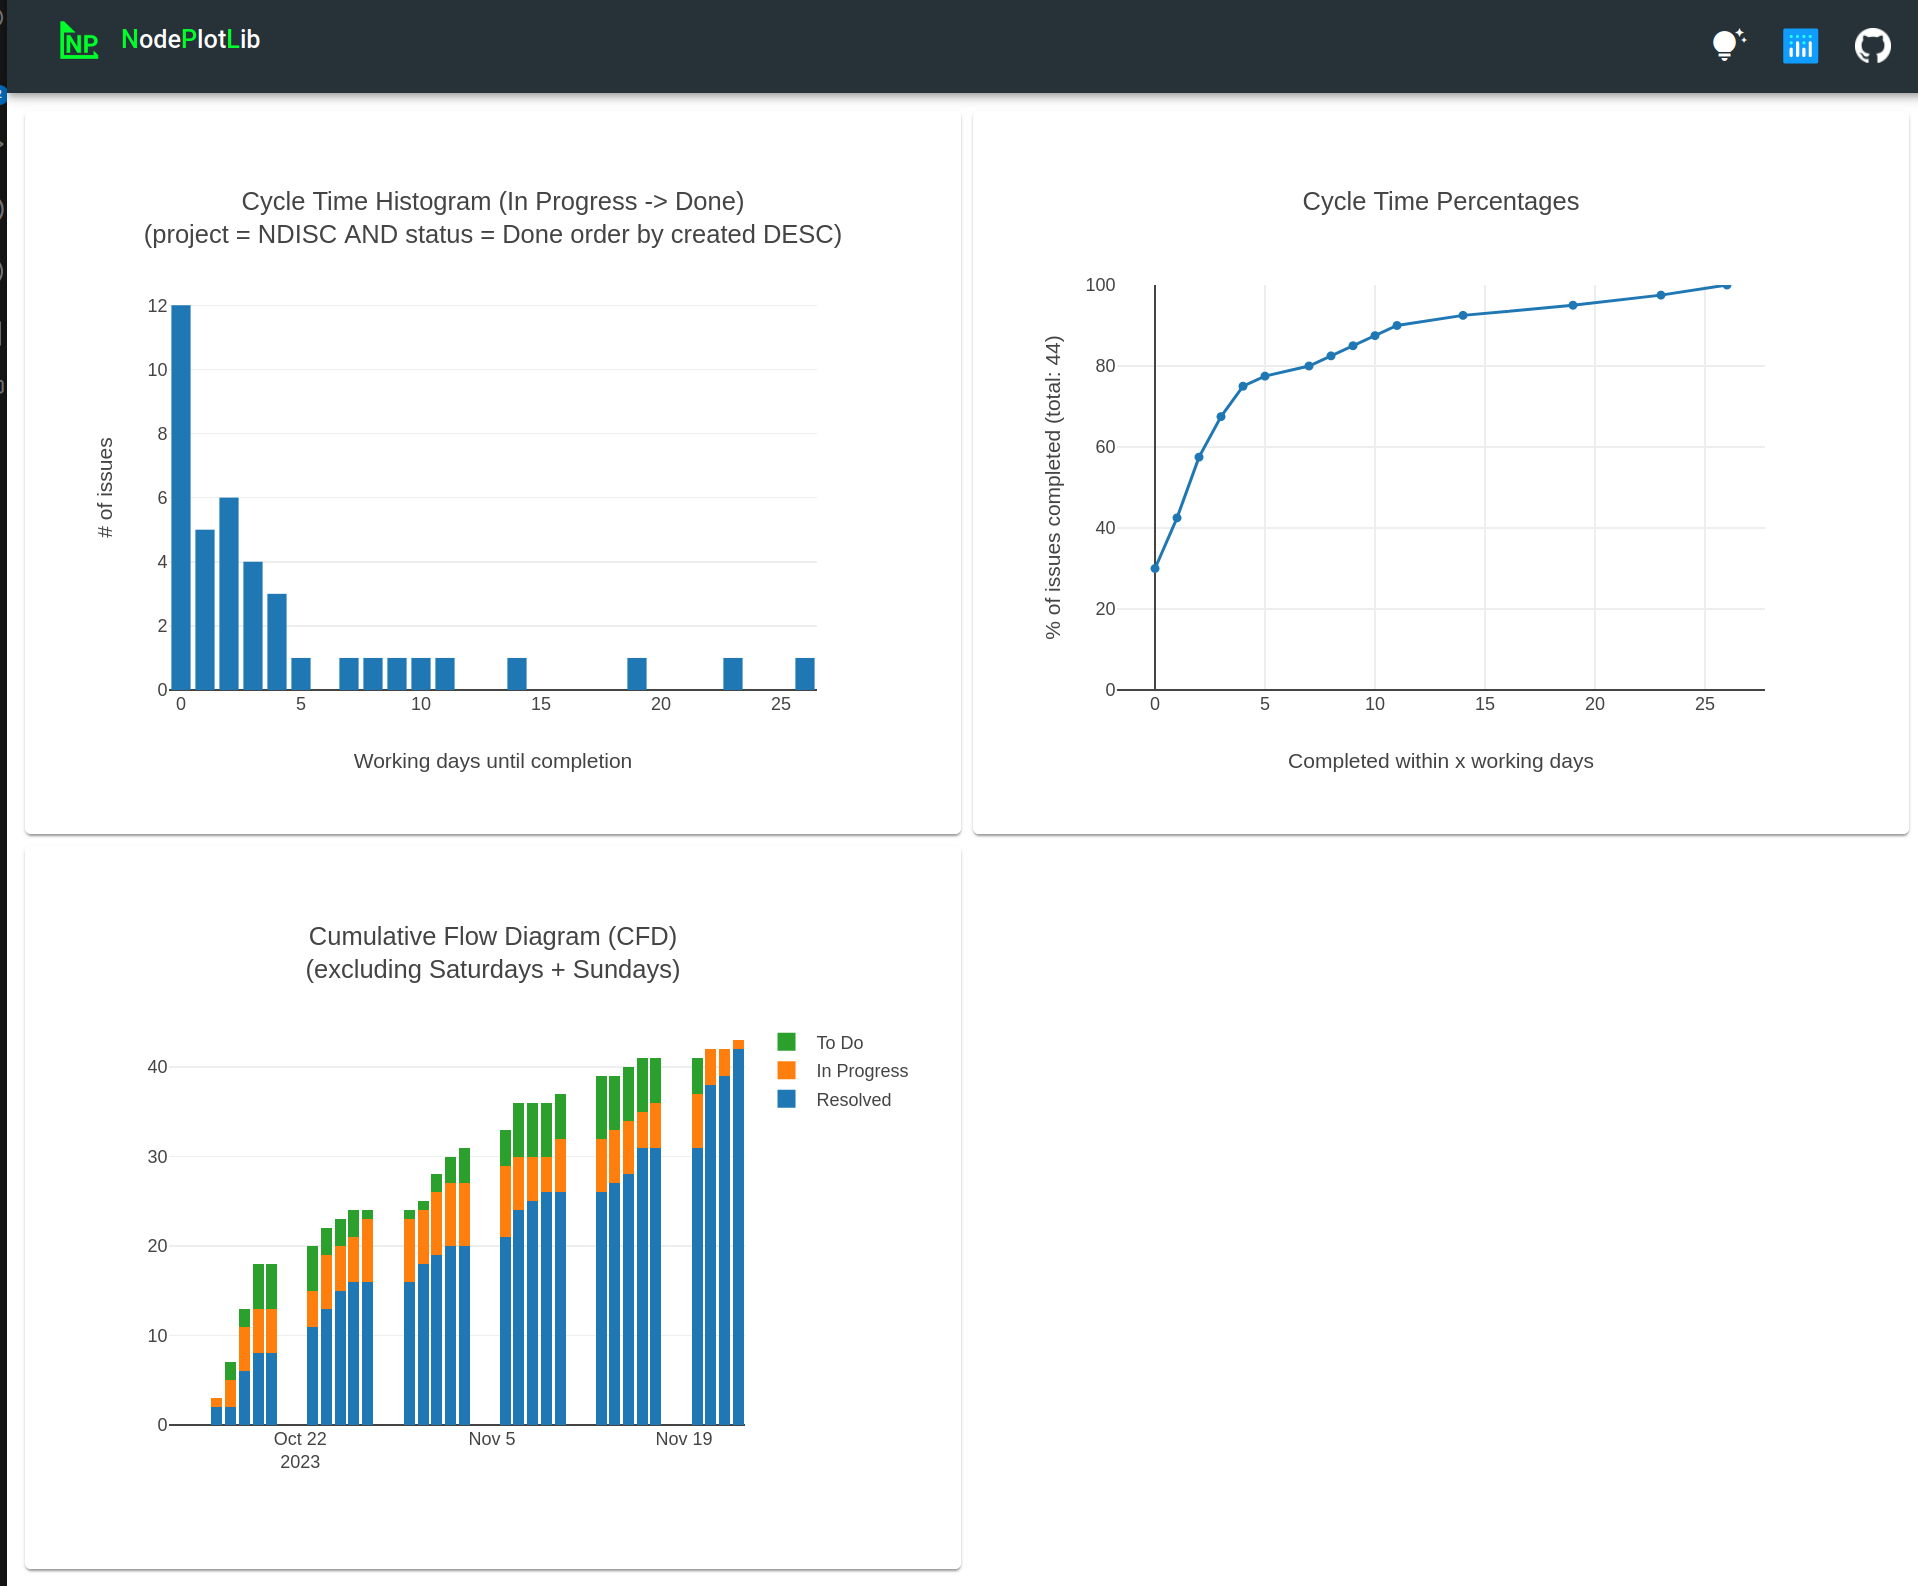 NP NodePlotLib
Cycle Time Histogram (In Progress -> Done)
(project = NDISC AND status = Done order by created DESC)
12
10
8
6
4
2
0
# of issues
0 5 10 15 20 25
Working days until completion
Cycle Time Percentages
100
80
60
40
20
0
% of issues completed (total: 44)
0 5 10 15 20 25
Completed within x working days
Cumulative Flow Diagram (CFD)
(excluding Saturdays + Sundays)
To Do
In Progress
Resolved
40
30
20
10
0
Oct 22 Nov 5 Nov 19
2023